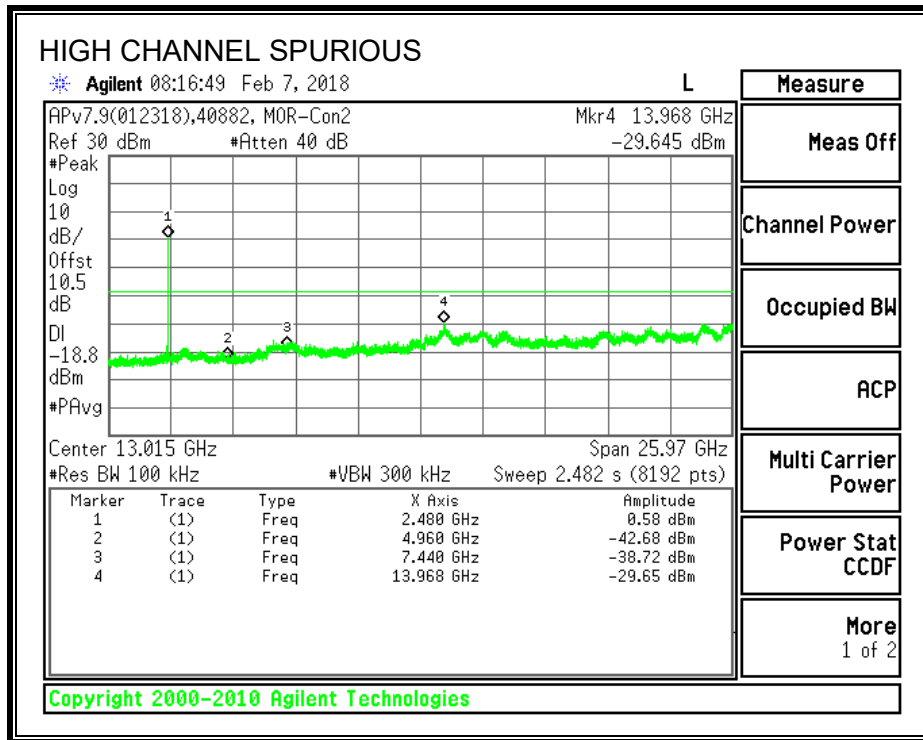 HIGH CHANNEL SPURIOUS
Agilent 08:16:49 Feb 7, 2018 L
APv7.9(012318),40882, MOR-Con2 Mkr4 13.968 GHz
Ref 30 dBm #Atten 40 dB -29.645 dBm
#Peak
Log
10
dB/
Offst
10.5
dB
DI
-18.8
dBm
#PAvg
1
2
3
4
Center 13.015 GHz Span 25.97 GHz
#Res BW 100 kHz #VBW 300 kHz Sweep 2.482 s (8192 pts)
Marker Trace Type X Axis Amplitude
1 (1) Freq 2.480 GHz 0.58 dBm
2 (1) Freq 4.960 GHz -42.68 dBm
3 (1) Freq 7.440 GHz -38.72 dBm
4 (1) Freq 13.968 GHz -29.65 dBm
Measure
Meas Off
Channel Power
Occupied BW
ACP
Multi Carrier
Power
Power Stat
CCDF
More
1 of 2
Copyright 2000-2010 Agilent Technologies